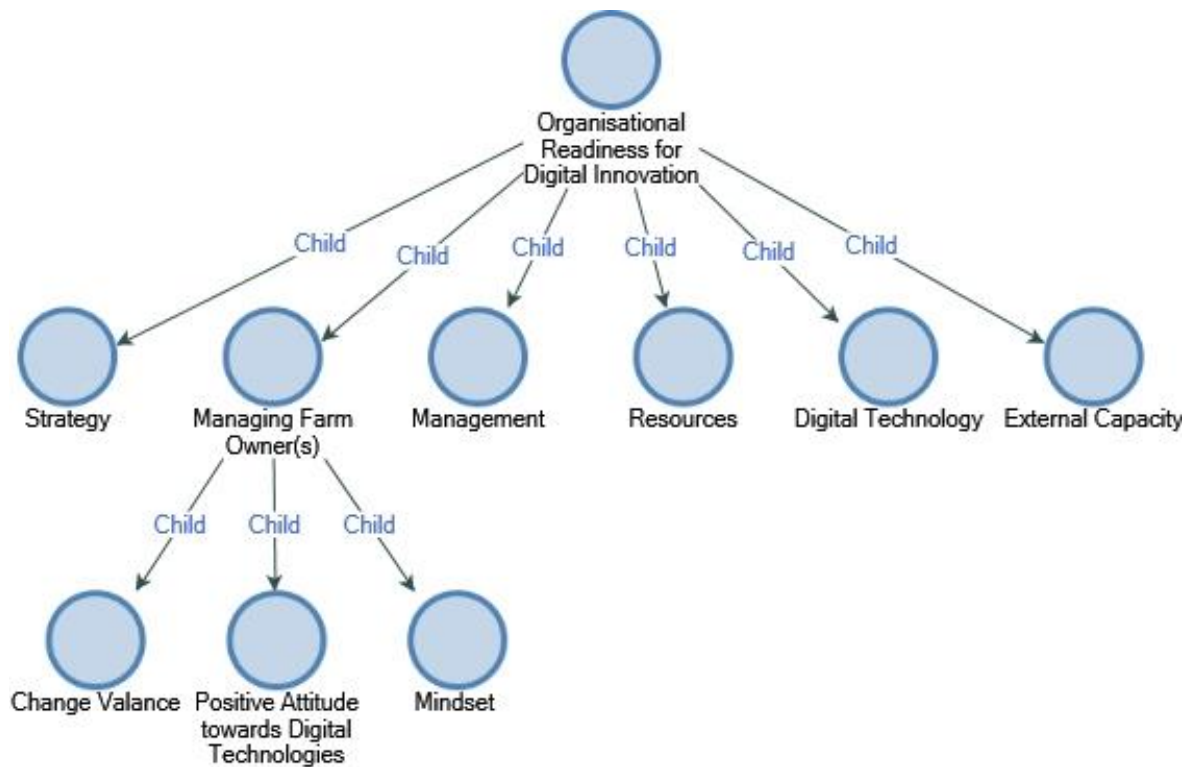 Organisational
Readiness for
Digital Innovation
Child
Child
Child
Child
Child
Child
Strategy
Managing Farm
Owner(s)
Management
Resources
Digital Technology
External Capacity
Child
Child
Child
Change Valance
Positive Attitude
towards Digital
Technologies
Mindset